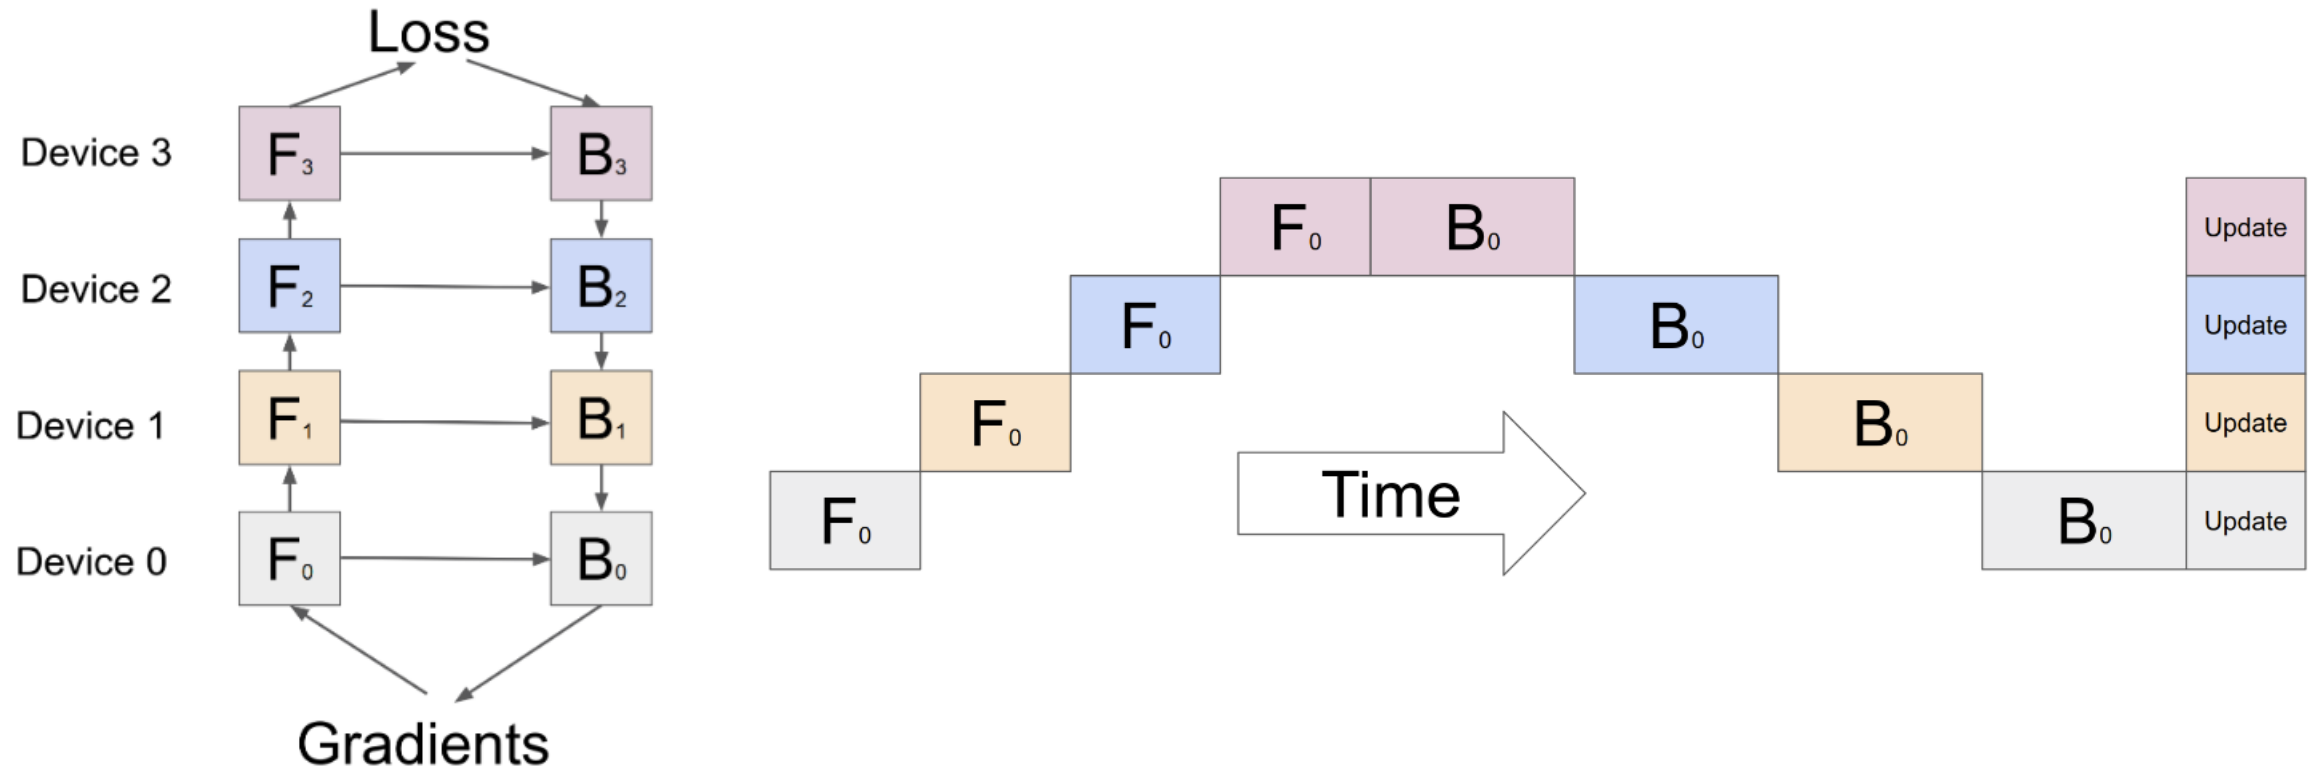 Loss
Device 3 F3 B3
Device 2 F2 B2
Device 1 F1 B1
Device 0 F0 B0
Gradients
F0 B0 Update
F0 B0 Update
F0 B0 Update
Time
F0 B0 Update